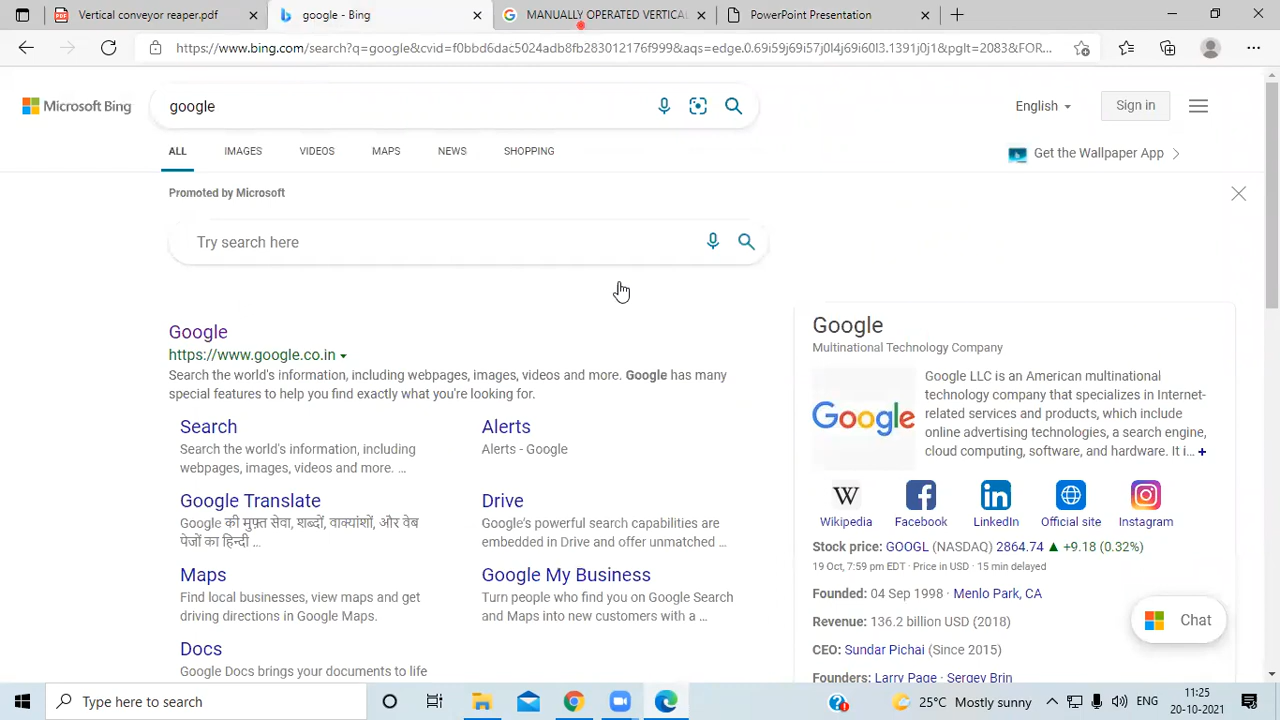 Vertical conveyor part.pdf
google - Bing
MANUALLY OPERATED VERTICAL
PowerPoint Presentation
https://www.bing.com/search?q=google&cvid=f0bbd6dac5024adb8fb283012176f999&aqs=edge.0.69i59j69i57j0l4j69i60l3.1391j0j1&pglt=2083&FOR...
Microsoft Bing
google
English
Sign in
ALL
IMAGES
VIDEOS
MAPS
NEWS
SHOPPING
Get the Wallpaper App
Promoted by Microsoft
Try search here
Google
https://www.google.co.in
Search the world's information, including webpages, images, videos and more. Google has many
special features to help you find exactly what you're looking for.
Search
Search the world's information, including
webpages, images, videos and more. ...
Alerts
Alerts - Google
Google Translate
Google की मुफ़्त सेवा, शब्दों, वाक्यांशों, और वेब
पेजों का हिन्दी ...
Drive
Google's powerful search capabilities are
embedded in Drive and offer unmatched ...
Maps
Find local businesses, view maps and get
driving directions in Google Maps.
Google My Business
Turn people who find you on Google Search
and Maps into new customers with a ...
Docs
Google Docs brings your documents to life
Google
Multinational Technology Company
Google
Google LLC is an American multinational
technology company that specializes in Internet-
related services and products, which include
online advertising technologies, a search engine,
cloud computing, software, and hardware. It i... +
W
Wikipedia
Facebook
LinkedIn
Official site
Instagram
Stock price: GOOGL (NASDAQ) 2864.74 ▲ +9.18 (0.32%)
19 Oct, 7:59 pm EDT · Price in USD · 15 min delayed
Founded: 04 Sep 1998 · Menlo Park, CA
Revenue: 136.2 billion USD (2018)
CEO: Sundar Pichai (Since 2015)
Founders: Larry Page · Sergey Brin
Chat
Type here to search
25°C Mostly sunny
ENG
11:25
20-10-2021